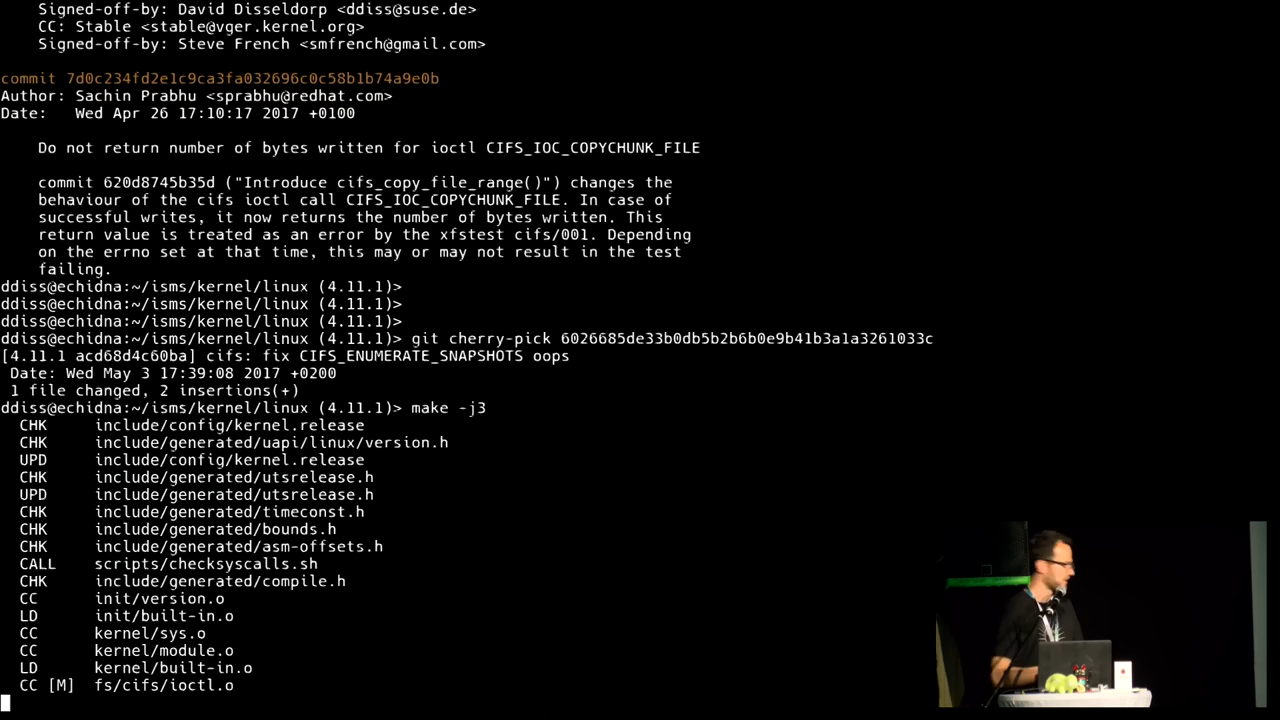 Signed-off-by: David Disseldorp <ddiss@suse.de>
CC: Stable <stable@vger.kernel.org>
Signed-off-by: Steve French <smfrench@gmail.com>
commit 7d0c234fd2e1c9ca3fa032696c0c58b1b74a9e0b
Author: Sachin Prabhu <sprabhu@redhat.com>
Date:   Wed Apr 26 17:10:17 2017 +0100
Do not return number of bytes written for ioctl CIFS_IOC_COPYCHUNK_FILE
commit 620d8745b35d ("Introduce cifs_copy_file_range()") changes the
behaviour of the cifs ioctl call CIFS_IOC_COPYCHUNK_FILE. In case of
successful writes, it now returns the number of bytes written. This
return value is treated as an error by the xfstest cifs/001. Depending
on the errno set at that time, this may or may not result in the test
failing.
ddiss@echidna:~/isms/kernel/linux (4.11.1)>
ddiss@echidna:~/isms/kernel/linux (4.11.1)>
ddiss@echidna:~/isms/kernel/linux (4.11.1)>
ddiss@echidna:~/isms/kernel/linux (4.11.1)> git cherry-pick 6026685de33b0db5b2b6b0e9b41b3a1a3261033c
[4.11.1 acd68d4c60ba] cifs: fix CIFS_ENUMERATE_SNAPSHOTS oops
Date: Wed May 3 17:39:08 2017 +0200
1 file changed, 2 insertions(+)
ddiss@echidna:~/isms/kernel/linux (4.11.1)> make -j3
CHK     include/config/kernel.release
CHK     include/generated/uapi/linux/version.h
UPD     include/config/kernel.release
CHK     include/generated/utsrelease.h
UPD     include/generated/utsrelease.h
CHK     include/generated/timeconst.h
CHK     include/generated/bounds.h
CHK     include/generated/asm-offsets.h
CALL    scripts/checksyscalls.sh
CHK     include/generated/compile.h
CC      init/version.o
LD      init/built-in.o
CC      kernel/sys.o
CC      kernel/module.o
LD      kernel/built-in.o
CC [M]  fs/cifs/ioctl.o